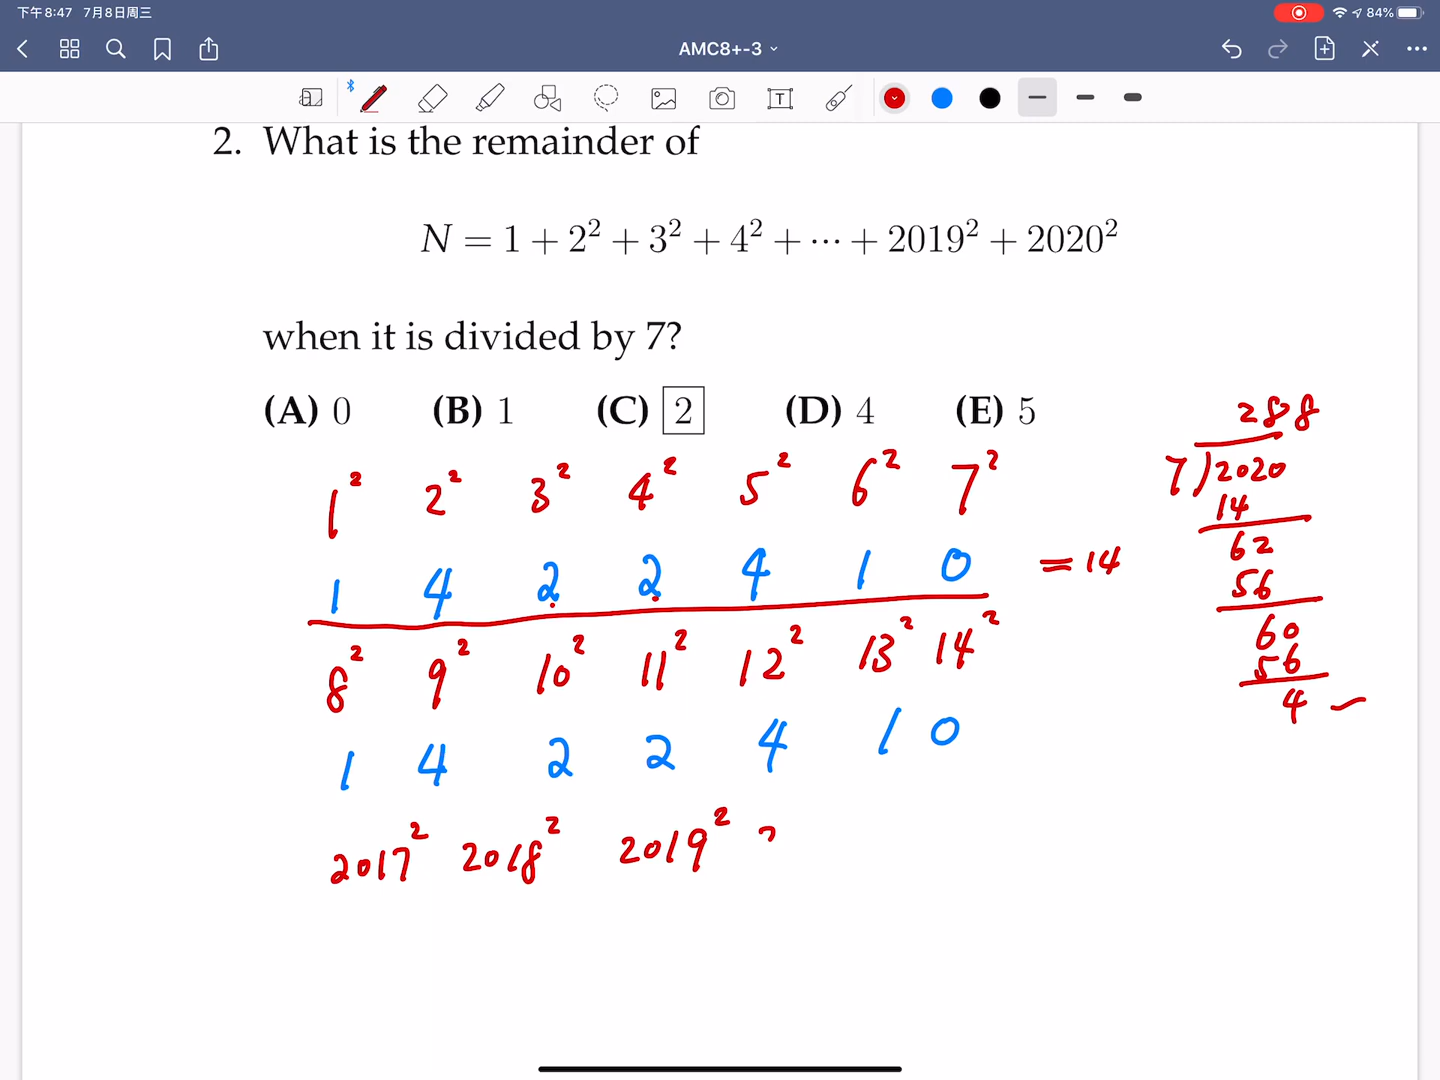 下午8:47 7月8日周三
84%
AMC8+-3
T
2. What is the remainder of
N = 1 + 2² + 3² + 4² + ··· + 2019² + 2020²
when it is divided by 7?
(A) 0 (B) 1 (C) 2 (D) 4 (E) 5
1² 2² 3² 4² 5² 6² 7²
1 4 2 2 4 1 0 = 14
8² 9² 10² 11² 12² 13² 14²
1 4 2 2 4 1 0
2017² 2018² 2019² 2
288
7)2020
14
62
56
60
56
4